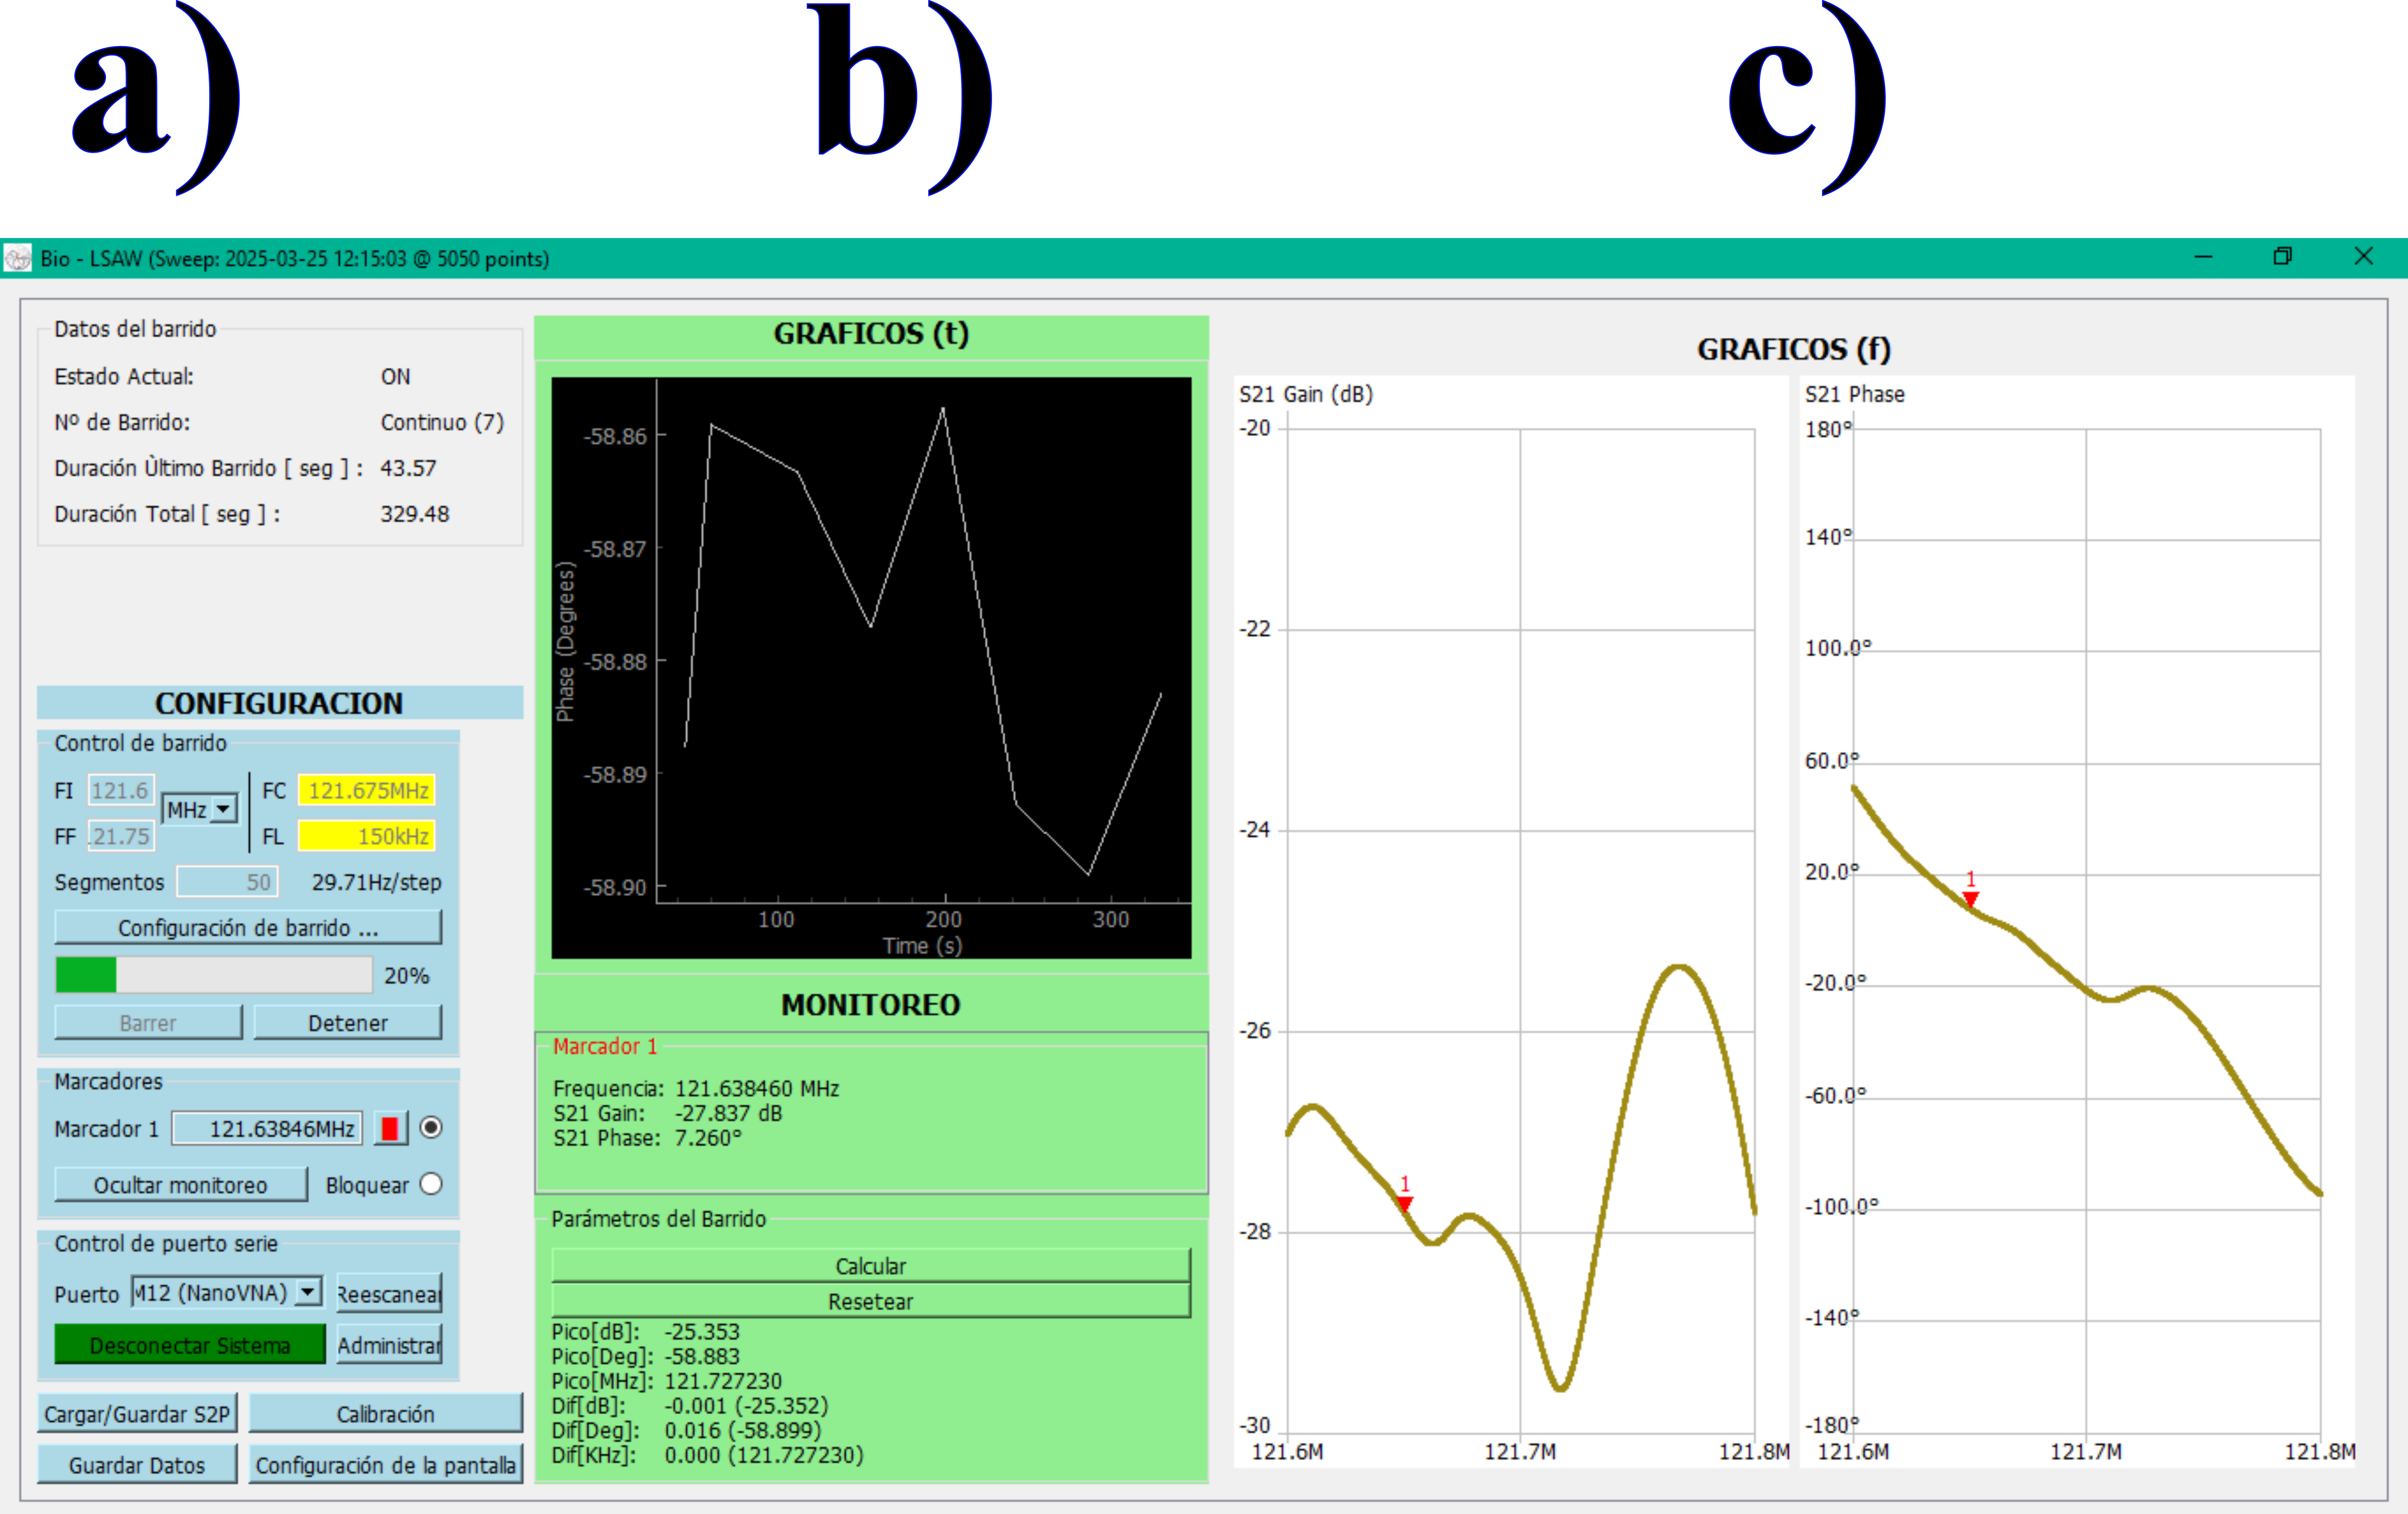 a) b) c)
Bio - LSAW (Sweep: 2025-03-25 12:15:03 @ 5050 points)
Datos del barrido
Estado Actual: ON
Nº de Barrido: Continuo (7)
Duración Ùltimo Barrido [ seg ] : 43.57
Duración Total [ seg ] : 329.48
CONFIGURACION
Control de barrido
FI 121.6 MHz FC 121.675MHz
FF .21.75 FL 150kHz
Segmentos 50 29.71Hz/step
Configuración de barrido ...
20%
Barrer Detener
Marcadores
Marcador 1 121.63846MHz
Ocultar monitoreo Bloquear
Control de puerto serie
Puerto M12 (NanoVNA) Reescanear
Desconectar Sistema Administrar
Cargar/Guardar S2P Calibración
Guardar Datos Configuración de la pantalla
GRAFICOS (t)
Phase (Degrees)
-58.86
-58.87
-58.88
-58.89
-58.90
100 200 300
Time (s)
MONITOREO
Marcador 1
Frequencia: 121.638460 MHz
S21 Gain: -27.837 dB
S21 Phase: 7.260°
Parámetros del Barrido
Calcular
Resetear
Pico[dB]: -25.353
Pico[Deg]: -58.883
Pico[MHz]: 121.727230
Dif[dB]: -0.001 (-25.352)
Dif[Deg]: 0.016 (-58.899)
Dif[KHz]: 0.000 (121.727230)
GRAFICOS (f)
S21 Gain (dB)
-20
-22
-24
-26
-28
-30
1
121.6M 121.7M 121.8M
S21 Phase
180°
140°
100.0°
60.0°
20.0°
-20.0°
-60.0°
-100.0°
-140°
-180°
1
121.6M 121.7M 121.8M